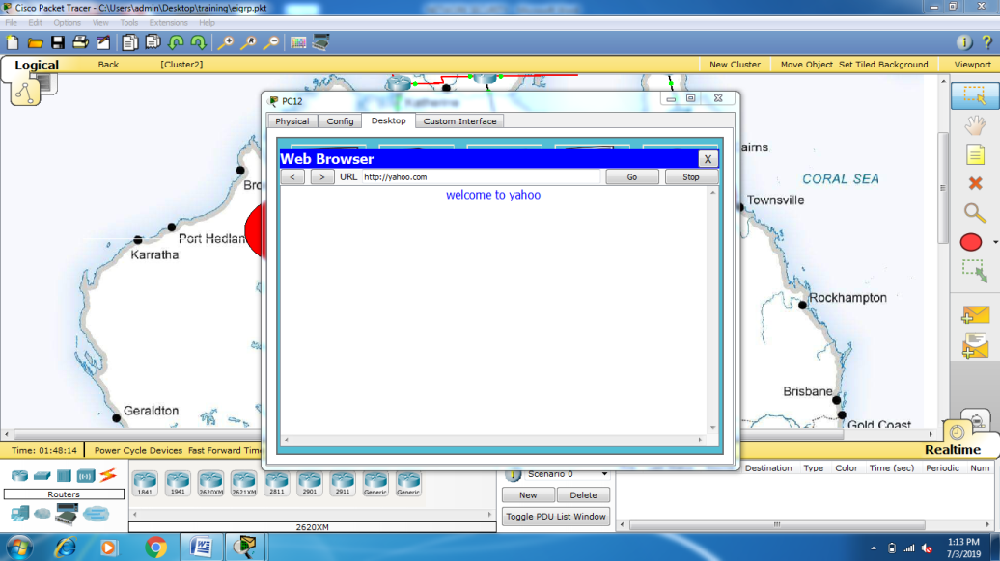 Cisco Packet Tracer - C:\Users\admin\Desktop\training\eigrp.pkt
File Edit Options View Tools Extensions Help
Logical Back [Cluster2] New Cluster Move Object Set Tiled Background Viewport
Katherine
PC12
Physical Config Desktop Custom Interface
Web Browser X
< > URL http://yahoo.com Go Stop
welcome to yahoo
airns
CORAL SEA
Townsville
Bro
Port Hedlan
Karratha
Rockhampton
Brisbane
Gold Coast
Geraldton
Time: 01:48:14 Power Cycle Devices Fast Forward Time
Realtime
Routers
1841 1941 2620XM 2621XM 2811 2901 2911 Generic Generic
2620XM
Scenario 0
New Delete
Toggle PDU List Window
Destination Type Color Time (sec) Periodic Num
1:13 PM
7/3/2019